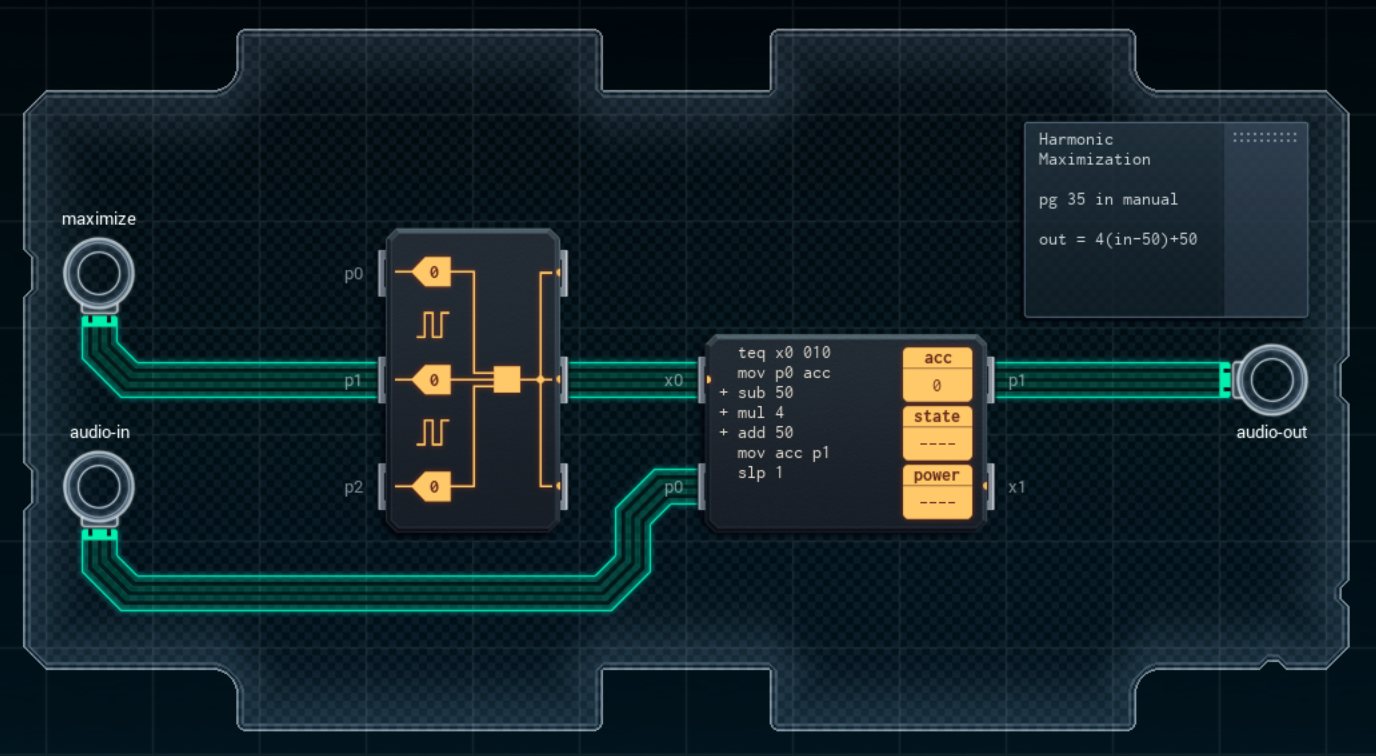 Harmonic
Maximization
pg 35 in manual
out = 4(in-50)+50
maximize
p0
0
p1
0
p2
0
audio-in
x0
p0
teq x0 010
mov p0 acc
+ sub 50
+ mul 4
+ add 50
mov acc p1
slp 1
acc
0
state
----
power
----
p1
x1
audio-out